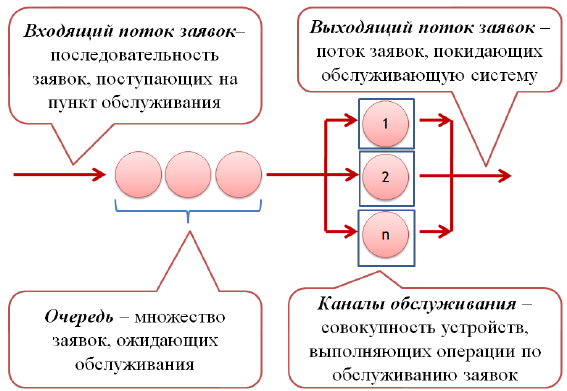 Входящий поток заявок–
последовательность
заявок, поступающих на
пункт обслуживания
Выходящий поток заявок –
поток заявок, покидающих
обслуживающую систему
1
2
n
Очередь – множество
заявок, ожидающих
обслуживания
Каналы обслуживания –
совокупность устройств,
выполняющих операции по
обслуживанию заявок